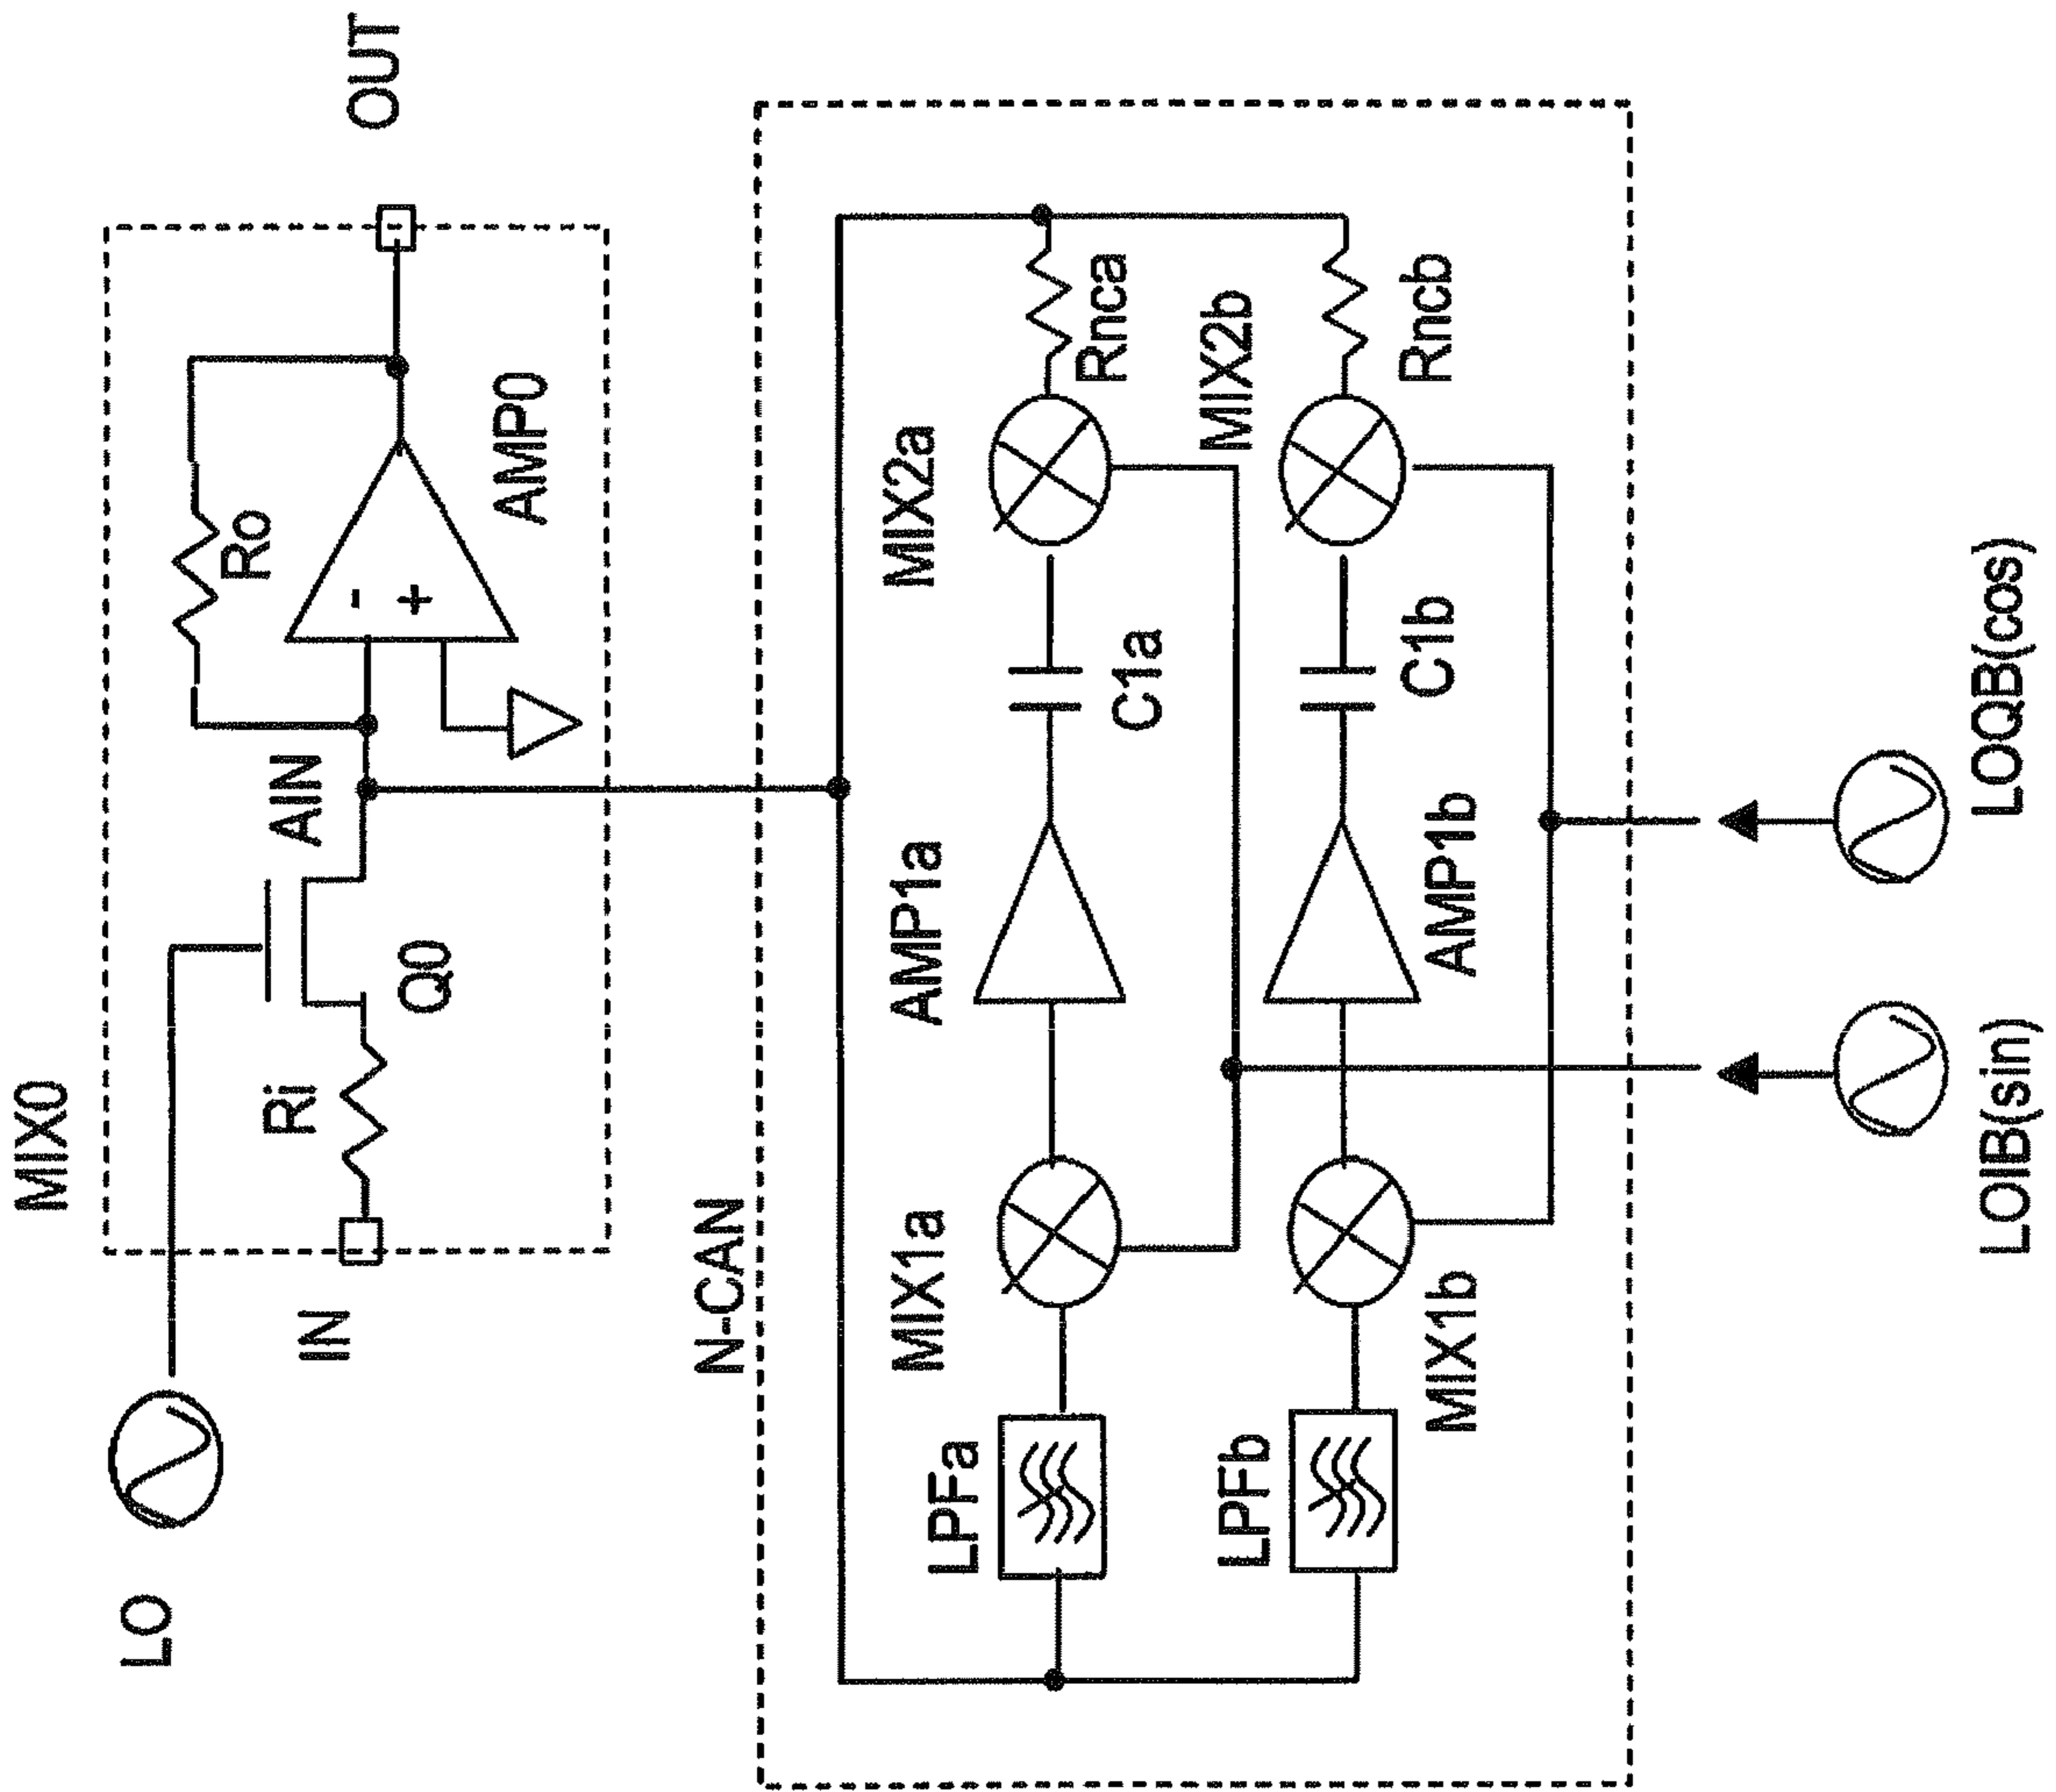 MIX0
LO
IN
Ri
Q0
AIN
Ro
-
+
AMP0
OUT
N-CAN
LPFa
MIX1a
AMP1a
C1a
MIX2a
Rnca
LPFb
MIX1b
AMP1b
C1b
MIX2b
Rncb
LOIB(sin)
LOQB(cos)